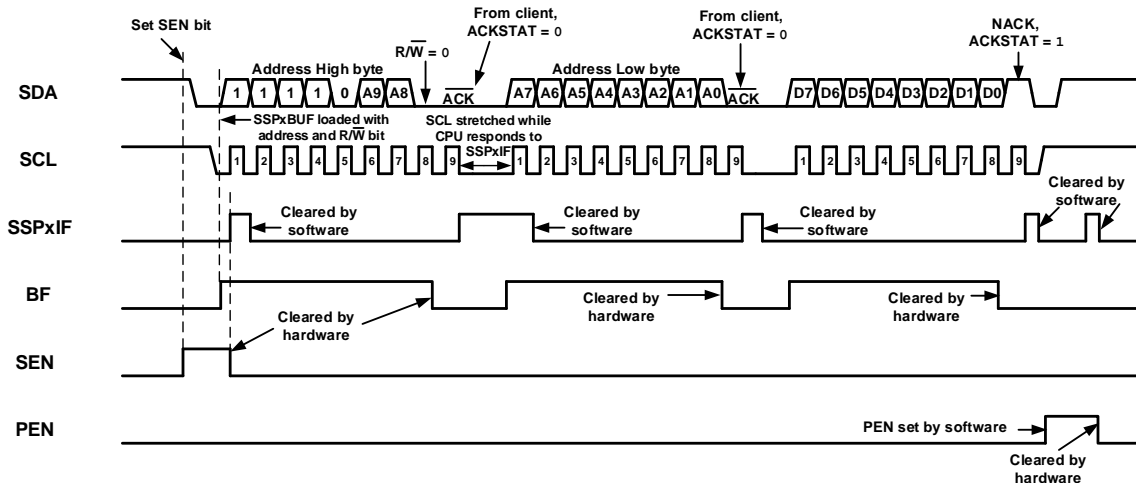 Set SEN bit
From client,
ACKSTAT = 0
R/W = 0
From client,
ACKSTAT = 0
NACK,
ACKSTAT = 1
Address High byte
Address Low byte
SDA
1 1 1 1 0 A9 A8
ACK
A7 A6 A5 A4 A3 A2 A1 A0
ACK
D7 D6 D5 D4 D3 D2 D1 D0
SSPxBUF loaded with
address and R/W bit
SCL stretched while
CPU responds to
SSPxIF
SCL
1 2 3 4 5 6 7 8 9
1 2 3 4 5 6 7 8 9
1 2 3 4 5 6 7 8 9
SSPxIF
Cleared by
software
Cleared by
software
Cleared by
software
Cleared by
software
BF
Cleared by
hardware
Cleared by
hardware
Cleared by
hardware
SEN
PEN
PEN set by software
Cleared by
hardware